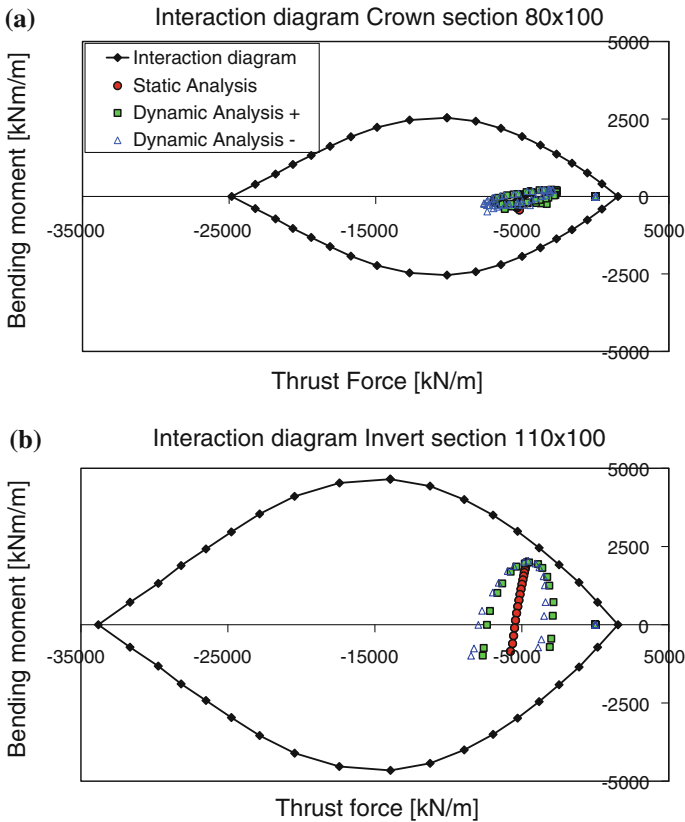 (a)
Interaction diagram Crown section 80x100
Bending moment [kNm/m]
5000
Interaction diagram
Static Analysis
Dynamic Analysis +
Dynamic Analysis -
2500
0
-35000 -25000 -15000 -5000 5000
-2500
-5000
Thrust Force [kN/m]
(b)
Interaction diagram Invert section 110x100
Bending moment [kNm/m]
5000
2500
0
-35000 -25000 -15000 -5000 5000
-2500
-5000
Thrust force [kN/m]